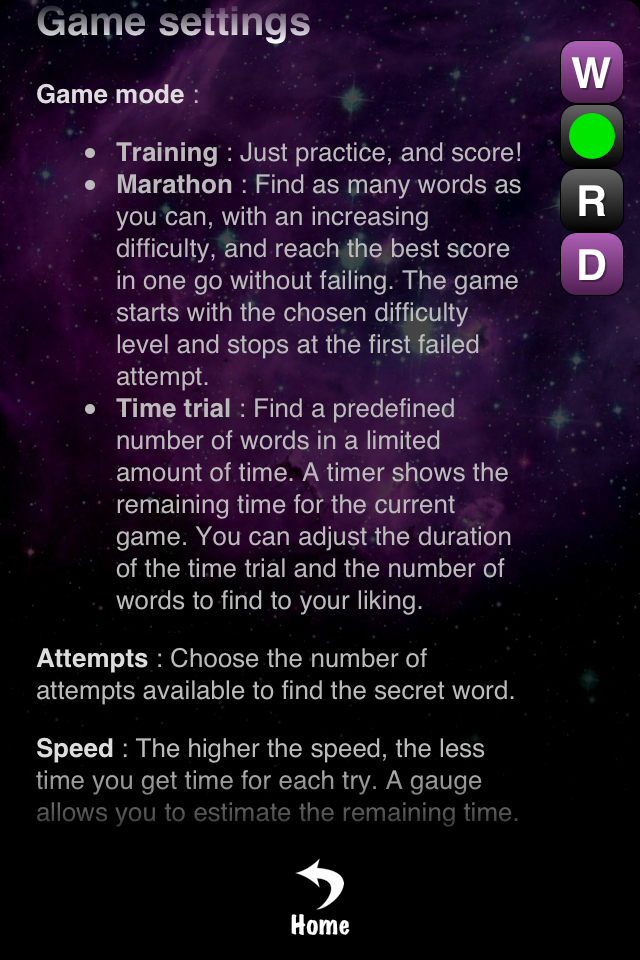 Game settings
Game mode :
• Training : Just practice, and score!
• Marathon : Find as many words as
you can, with an increasing
difficulty, and reach the best score
in one go without failing. The game
starts with the chosen difficulty
level and stops at the first failed
attempt.
• Time trial : Find a predefined
number of words in a limited
amount of time. A timer shows the
remaining time for the current
game. You can adjust the duration
of the time trial and the number of
words to find to your liking.
Attempts : Choose the number of
attempts available to find the secret word.
Speed : The higher the speed, the less
time you get time for each try. A gauge
allows you to estimate the remaining time.
W
R
D
Home